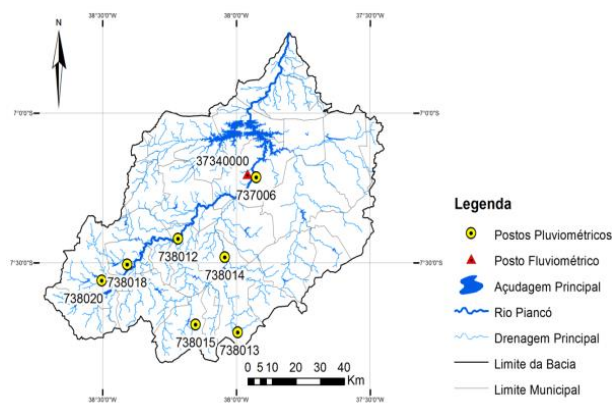 38°30'0"W 38°0'0"W 37°30'0"W
N
7°0'0"S 7°0'0"S
37340000
737006
738012
738014
7°30'0"S 7°30'0"S
738018
738020
738015
738013
0 5 10 20 30 40
Km
38°30'0"W 38°0'0"W 37°30'0"W
Legenda
Postos Pluviométricos
Posto Fluviométrico
Açudagem Principal
Rio Piancó
Drenagem Principal
Limite da Bacia
Limite Municipal